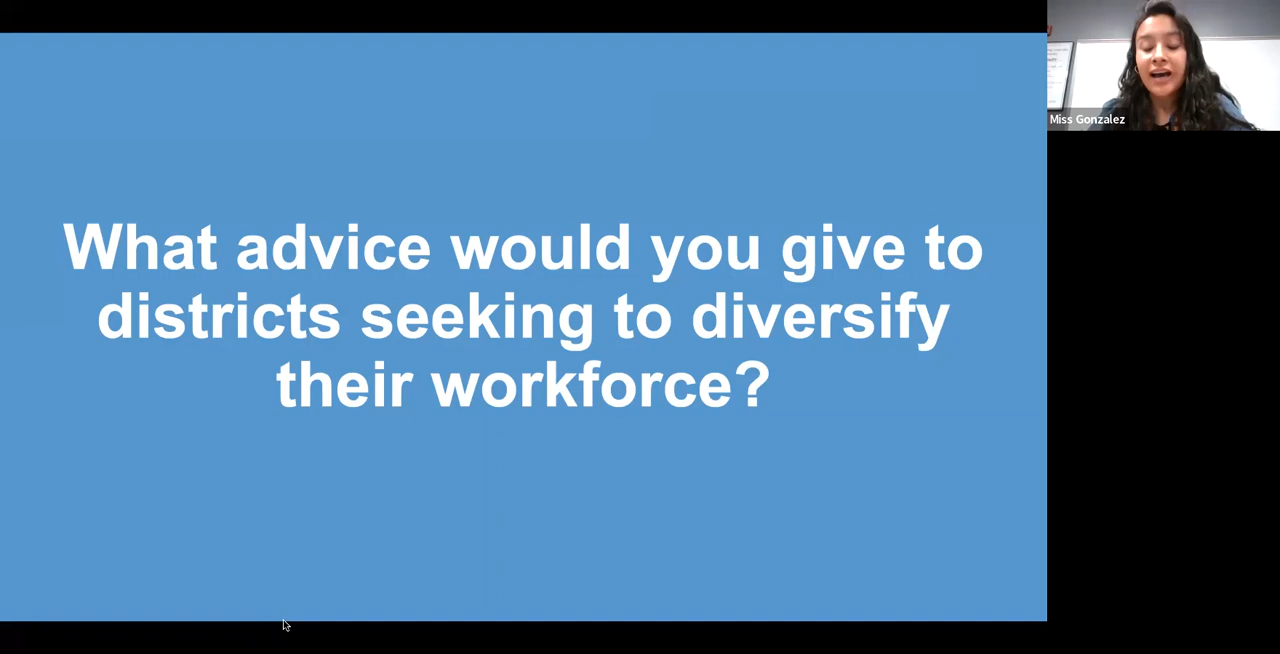 What advice would you give to
districts seeking to diversify
their workforce?
Miss Gonzalez